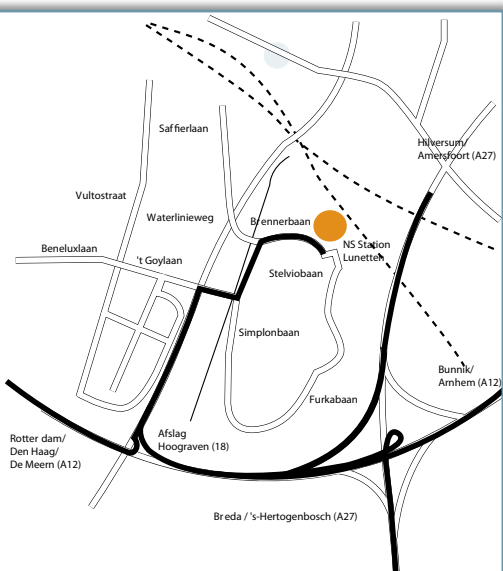 Saffierlaan
Hilversum/
Amersfoort (A27)
Vultostraat
Waterlinieweg
Brennerbaan
Beneluxlaan
't Goylaan
NS Station
Lunetten
Stelviobaan
Simplonbaan
Bunnik/
Arnhem (A12)
Furkabaan
Rotter dam/
Den Haag/
De Meern (A12)
Afslag
Hoograven (18)
Breda / 's-Hertogenbosch (A27)